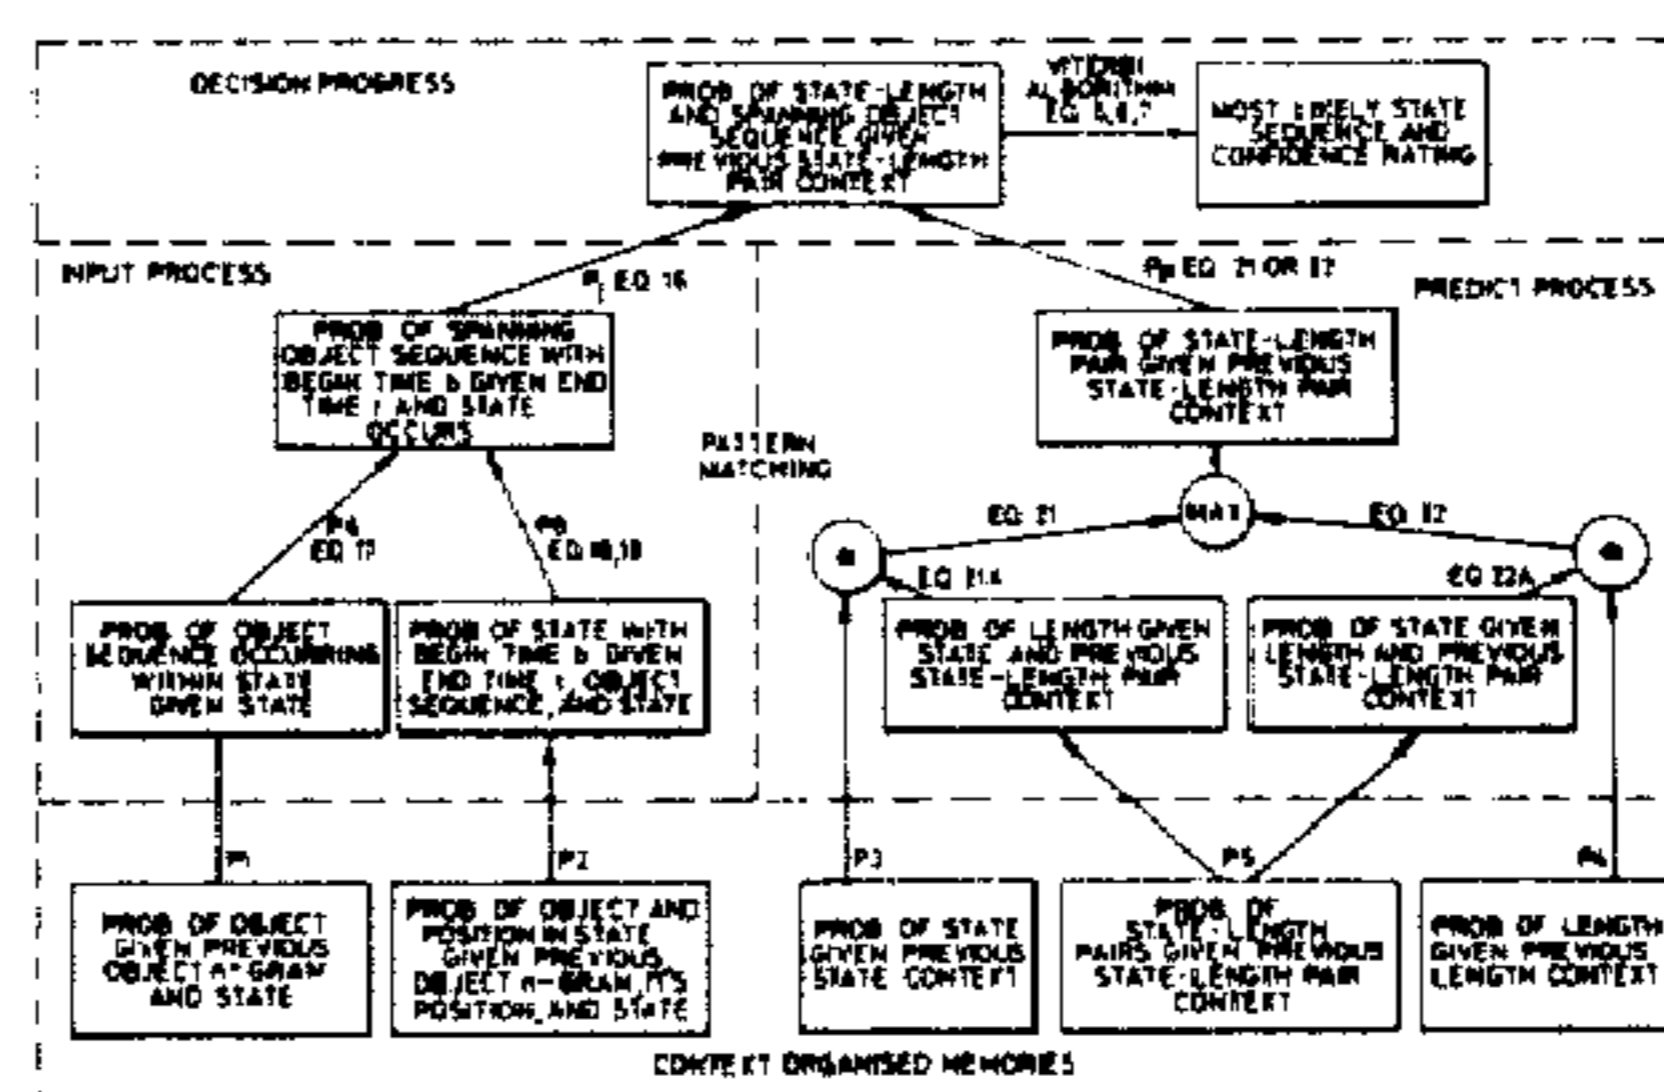 DECISION PROGRESS
PROB OF STATE-LENGTH
AND SPANNING OBJECT
SEQUENCE GIVEN
PREVIOUS STATE-LENGTH
PAIR CONTEXT
VITERBI
ALGORITHM
EQ
MOST LIKELY STATE
SEQUENCE AND
CONFIDENCE RATING
INPUT PROCESS
EQ 16
EQ 21 OR 22
PREDICT PROCESS
PROB OF SPANNING
OBJECT SEQUENCE WITH
BEGIN TIME b GIVEN END
TIME t AND STATE
OCCURS
PROB OF STATE-LENGTH
PAIR GIVEN PREVIOUS
STATE-LENGTH PAIR
CONTEXT
PATTERN
MATCHING
EQ 17
EQ 18,19
EQ 21
MAX
EQ 22
EQ 21A
EQ 22A
PROB OF OBJECT
SEQUENCE OCCURRING
WITHIN STATE
GIVEN STATE
PROB OF STATE WITH
BEGIN TIME b GIVEN
END TIME t, OBJECT
SEQUENCE, AND STATE
PROB OF LENGTH GIVEN
STATE AND PREVIOUS
STATE-LENGTH PAIR
CONTEXT
PROB OF STATE GIVEN
LENGTH AND PREVIOUS
STATE-LENGTH PAIR
CONTEXT
P1
P2
P3
P5
PROB OF OBJECT
GIVEN PREVIOUS
OBJECT n-GRAM
AND STATE
PROB OF OBJECT AND
POSITION IN STATE
GIVEN PREVIOUS
OBJECT n-GRAM, IT'S
POSITION, AND STATE
PROB OF STATE
GIVEN PREVIOUS
STATE CONTEXT
PROB OF
STATE-LENGTH
PAIRS GIVEN PREVIOUS
STATE-LENGTH PAIR
CONTEXT
PROB OF LENGTH
GIVEN PREVIOUS
LENGTH CONTEXT
CONTEXT ORGANISED MEMORIES